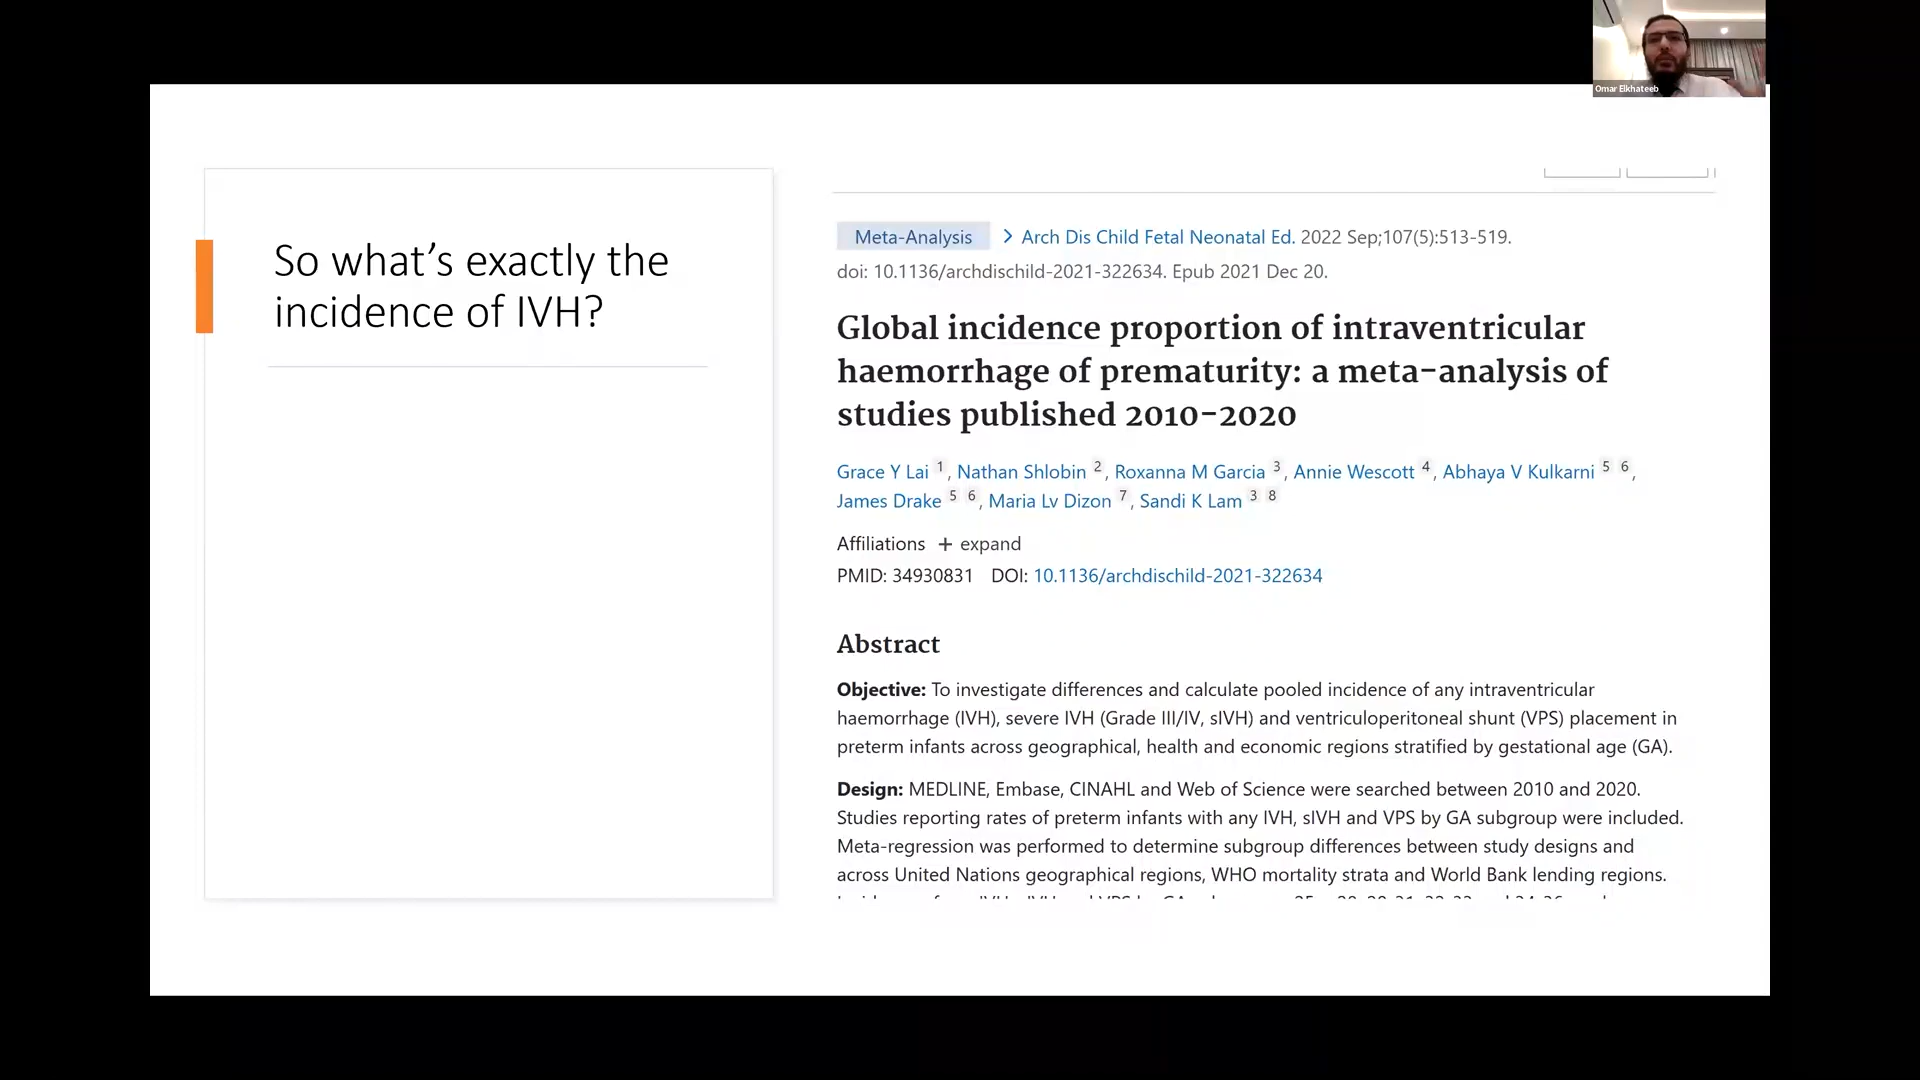 Omar Elkhateeb
So what’s exactly the
incidence of IVH?
Meta-Analysis > Arch Dis Child Fetal Neonatal Ed. 2022 Sep;107(5):513-519.
doi: 10.1136/archdischild-2021-322634. Epub 2021 Dec 20.
Global incidence proportion of intraventricular
haemorrhage of prematurity: a meta-analysis of
studies published 2010-2020
Grace Y Lai 1, Nathan Shlobin 2, Roxanna M Garcia 3, Annie Wescott 4, Abhaya V Kulkarni 5 6,
James Drake 5 6, Maria Lv Dizon 7, Sandi K Lam 3 8
Affiliations + expand
PMID: 34930831 DOI: 10.1136/archdischild-2021-322634
Abstract
Objective: To investigate differences and calculate pooled incidence of any intraventricular
haemorrhage (IVH), severe IVH (Grade III/IV, sIVH) and ventriculoperitoneal shunt (VPS) placement in
preterm infants across geographical, health and economic regions stratified by gestational age (GA).
Design: MEDLINE, Embase, CINAHL and Web of Science were searched between 2010 and 2020.
Studies reporting rates of preterm infants with any IVH, sIVH and VPS by GA subgroup were included.
Meta-regression was performed to determine subgroup differences between study designs and
across United Nations geographical regions, WHO mortality strata and World Bank lending regions.